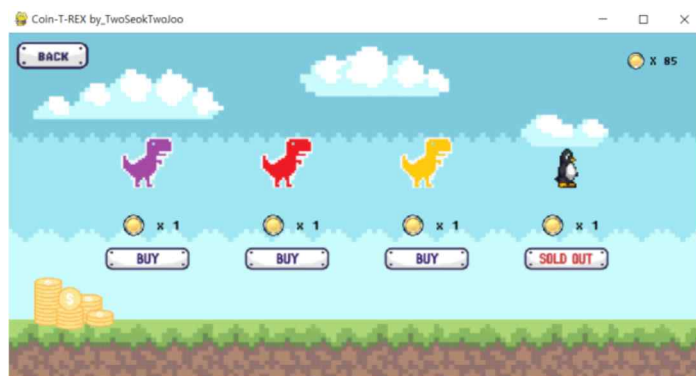 Coin-T-REX by_TwoSeokTwoJoo
BACK
X 85
x 1
x 1
x 1
x 1
BUY
BUY
BUY
SOLD OUT
$